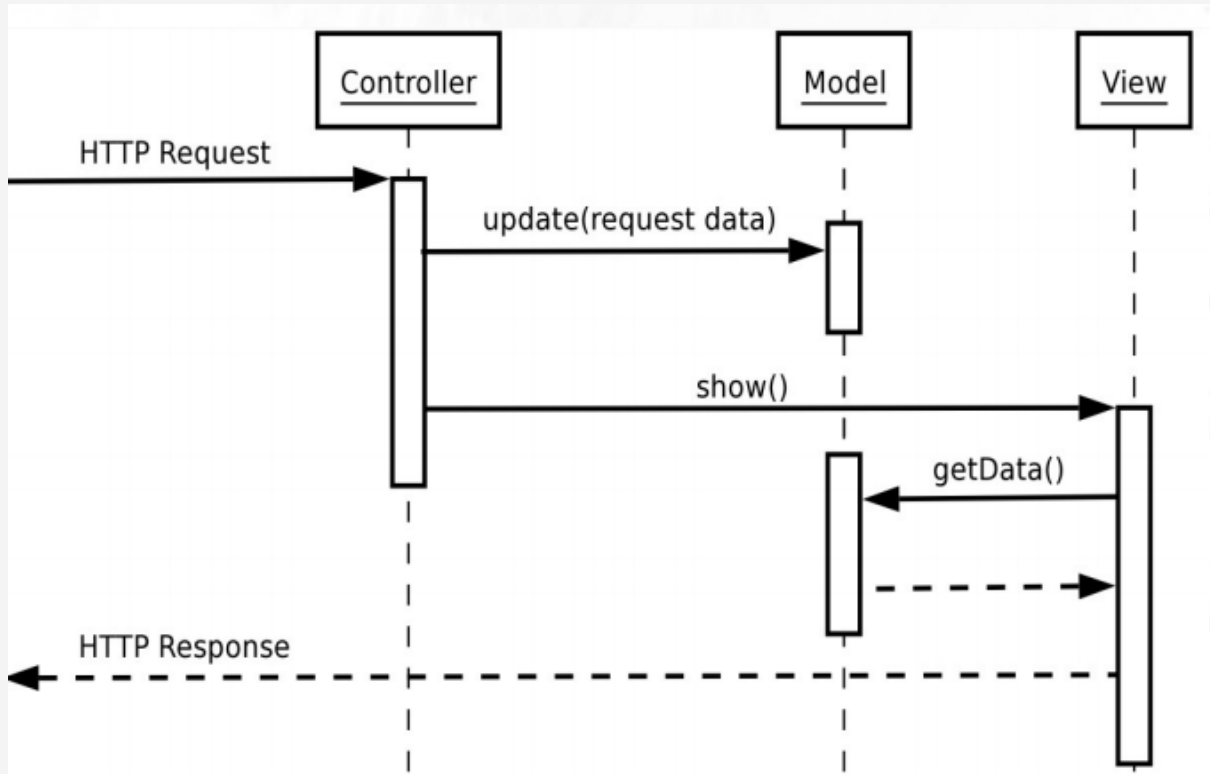 Controller
Model
View
HTTP Request
update(request data)
show()
getData()
HTTP Response